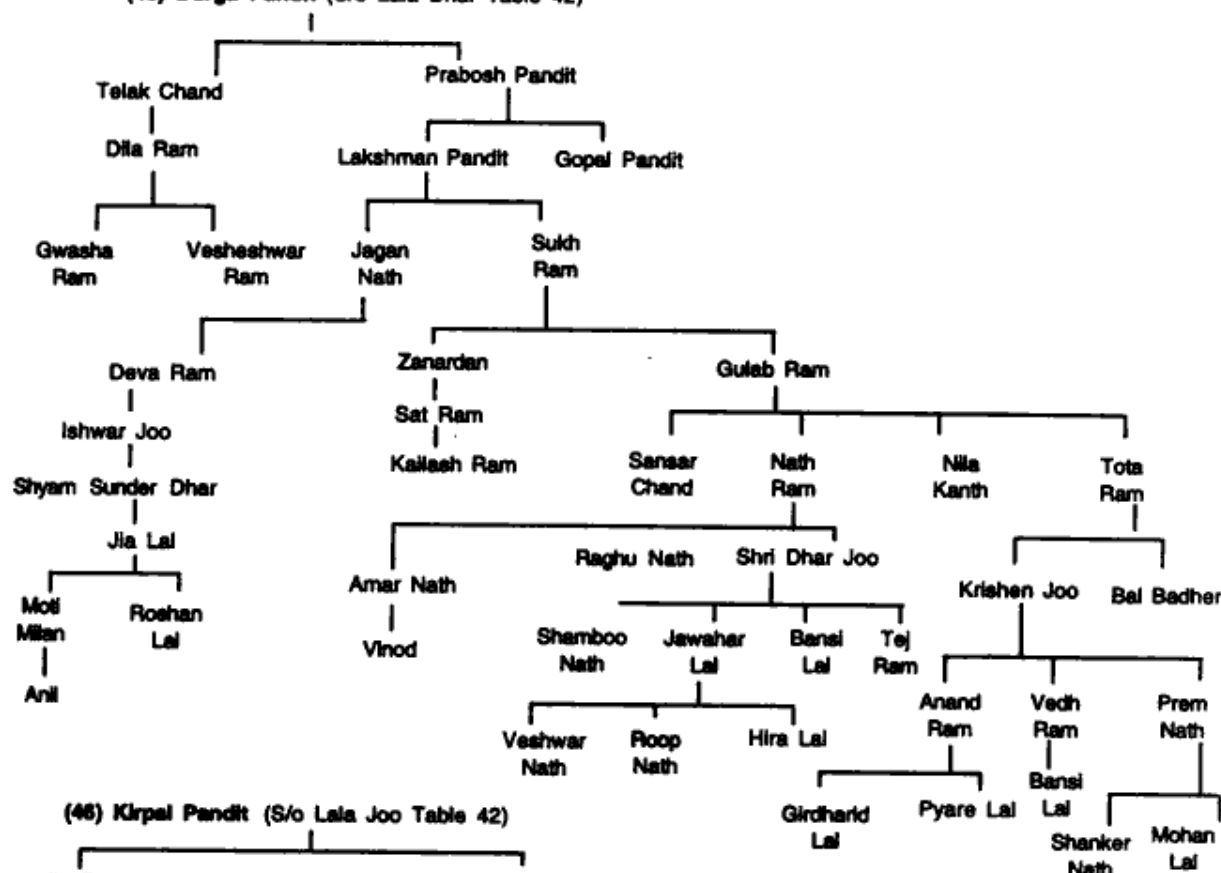 Telak Chand
Prabosh Pandit
Dila Ram
Lakshman Pandit
Gopal Pandit
Gwasha
Ram
Vesheshwar
Ram
Jagan
Nath
Sukh
Ram
Deva Ram
Zanardan
Gulab Ram
Ishwar Joo
Sat Ram
Shyam Sunder Dhar
Kailash Ram
Sansar
Chand
Nath
Ram
Nila
Kanth
Tota
Ram
Jia Lal
Amar Nath
Raghu Nath
Shri Dhar Joo
Krishen Joo
Bal Badher
Moti
Milan
Roshan
Lal
Vinod
Shamboo
Nath
Jawahar
Lal
Bansi
Lal
Tej
Ram
Anil
Anand
Ram
Vedh
Ram
Prem
Nath
Veshwar
Nath
Roop
Nath
Hira Lal
Girdharid
Lal
Pyare Lal
Bansi
Lal
Shanker
Nath
Mohan
Lal
(46) Kirpal Pandit (S/o Lala Joo Table 42)